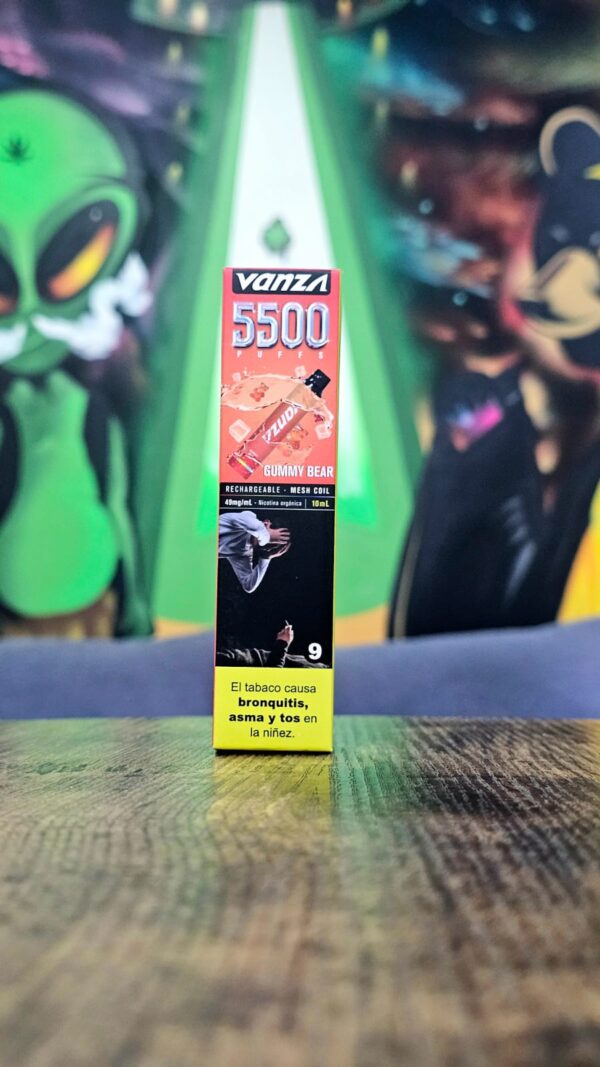 VANZA
5500
PUFFS
GUMMY BEAR
RECHARGEABLE - MESH COIL
49mg/mL - Nicotina orgánica | 10mL
9
El tabaco causa
bronquitis,
asma y tos en
la niñez.